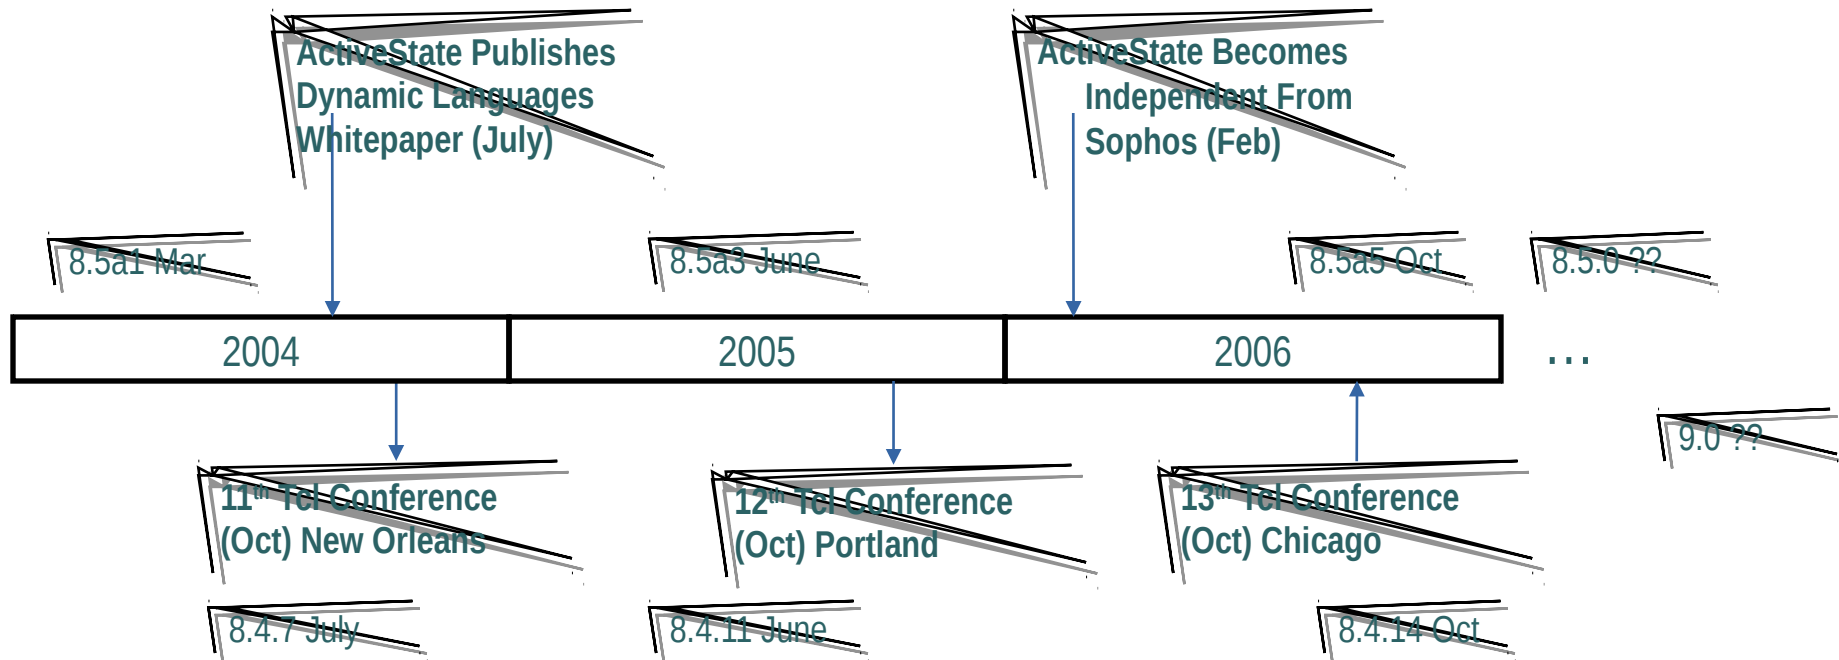 ActiveState Publishes
Dynamic Languages
Whitepaper (July)
ActiveState Becomes
Independent From
Sophos (Feb)
8.5a1 Mar
8.5a3 June
8.5a5 Oct
8.5.0 ??
2004
2005
2006
...
9.0 ??
11th Tcl Conference
(Oct) New Orleans
12th Tcl Conference
(Oct) Portland
13th Tcl Conference
(Oct) Chicago
8.4.7 July
8.4.11 June
8.4.14 Oct